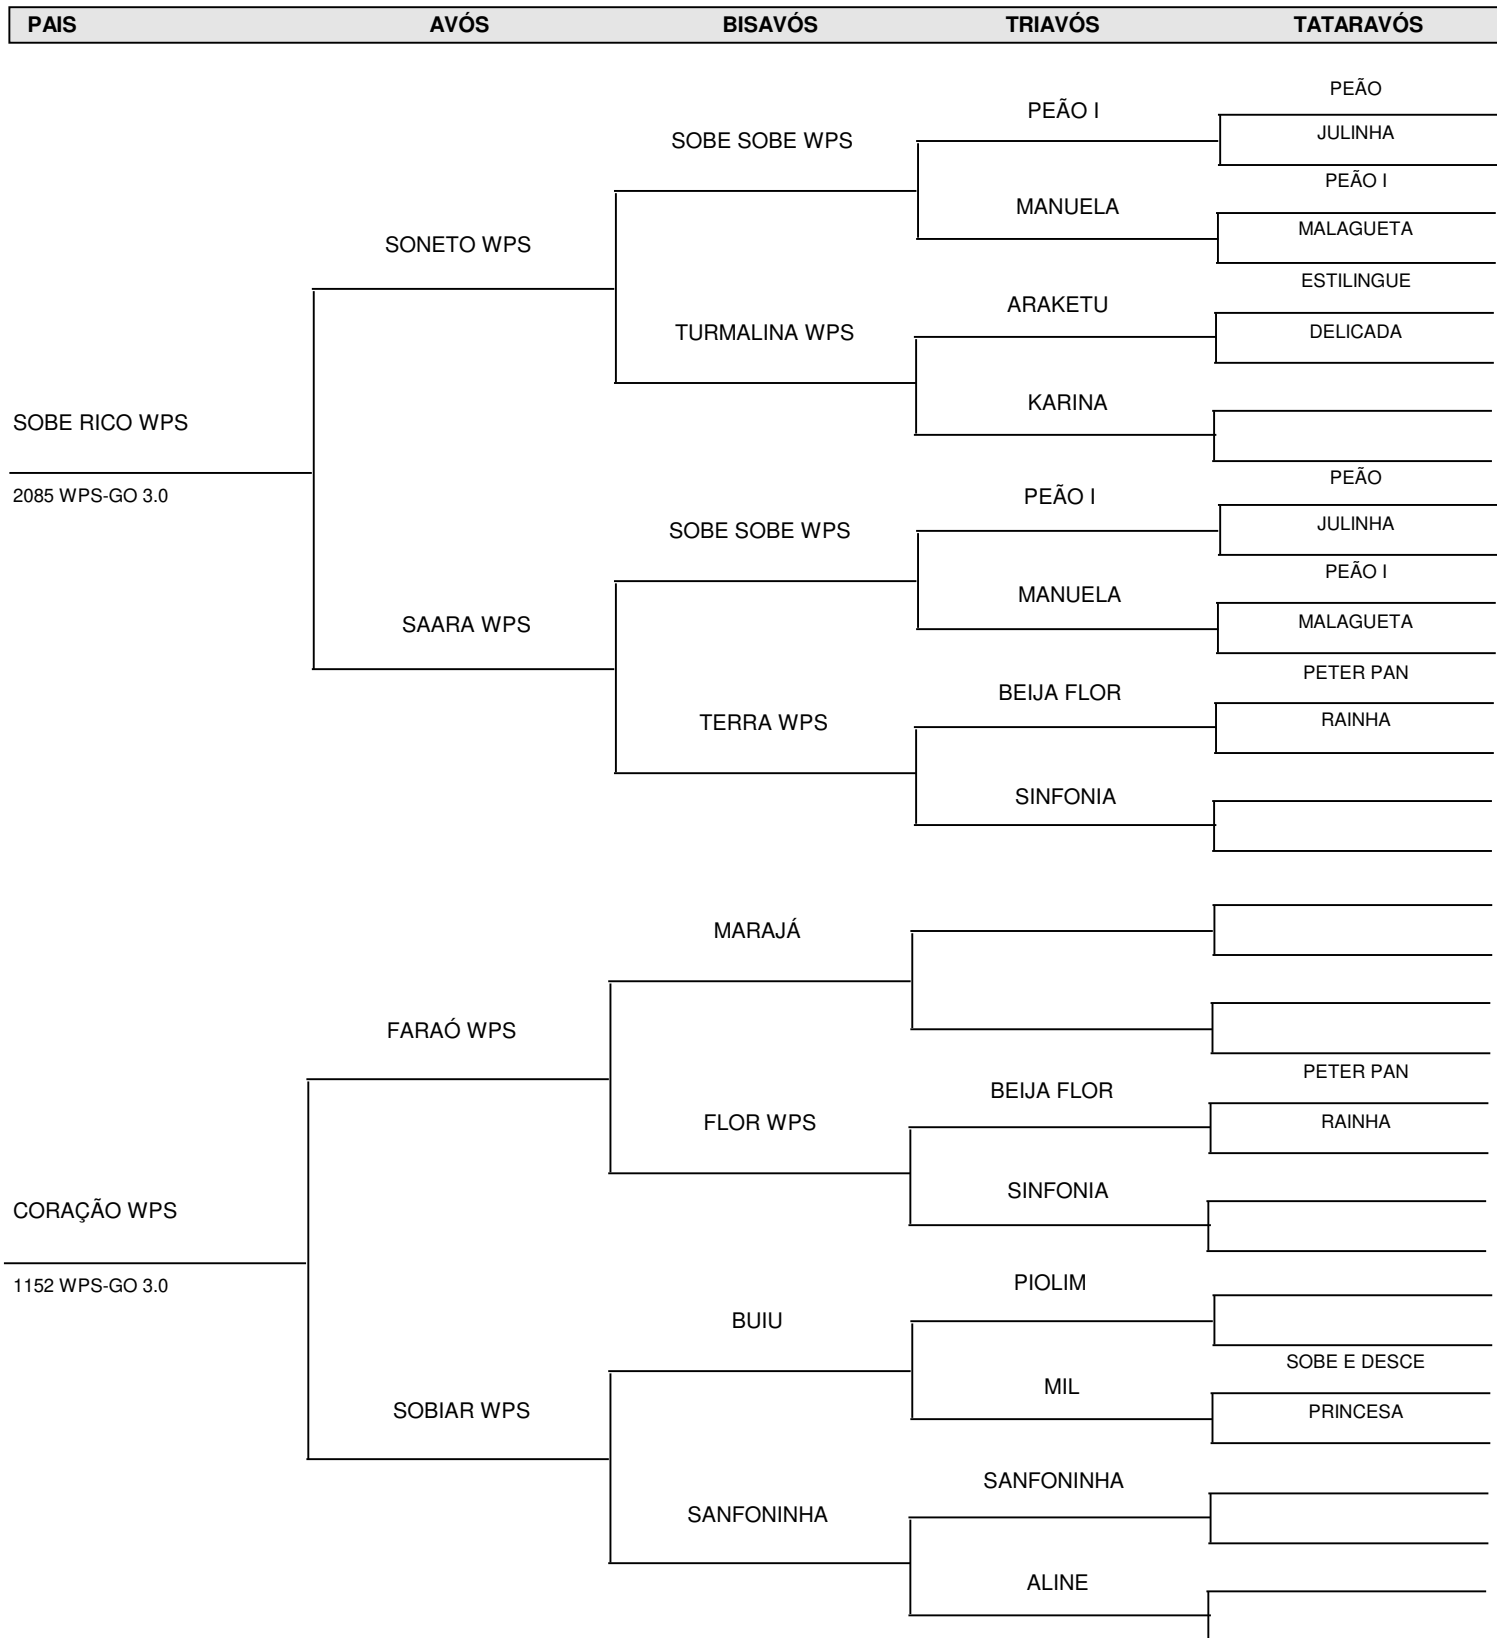 PAIS AVÓS BISAVÓS TRIAVÓS TATARAVÓS
PEÃO
PEÃO I
JULINHA
SOBE SOBE WPS
PEÃO I
MANUELA
MALAGUETA
SONETO WPS
ESTILINGUE
ARAKETU
TURMALINA WPS
DELICADA
KARINA
SOBE RICO WPS
PEÃO
2085 WPS-GO 3.0
PEÃO I
JULINHA
SOBE SOBE WPS
PEÃO I
MANUELA
MALAGUETA
SAARA WPS
PETER PAN
BEIJA FLOR
RAINHA
TERRA WPS
SINFONIA
MARAJÁ
FARAÓ WPS
PETER PAN
BEIJA FLOR
FLOR WPS
RAINHA
SINFONIA
CORAÇÃO WPS
1152 WPS-GO 3.0
PIOLIM
BUIU
SOBE E DESCE
MIL
SOBIAR WPS
PRINCESA
SANFONINHA
SANFONINHA
ALINE